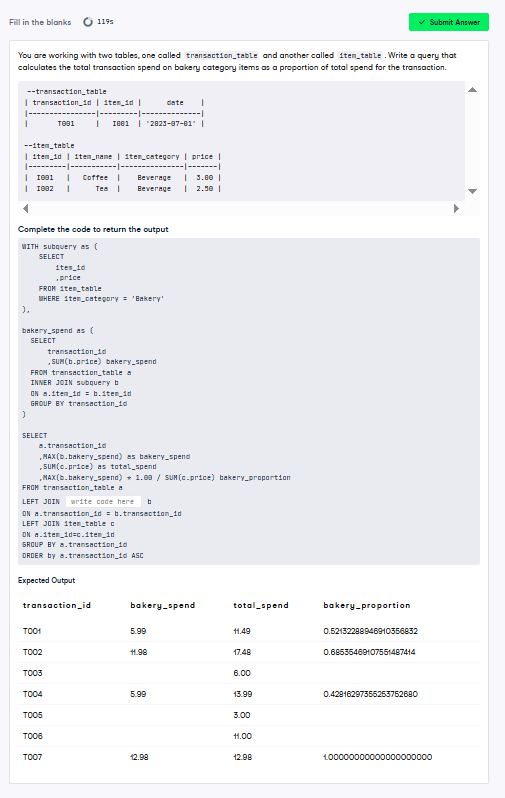 Fill in the blanks 119s Submit Answer
You are working with two tables, one called transaction_table and another called item_table . Write a query that
calculates the total transaction spend on bakery category items as a proportion of total spend for the transaction.
--transaction_table
| transaction_id | item_id |      date    |
|----------------|---------|--------------|
|       T001     |   I001  | '2023-07-01' |
--item_table
| item_id | item_name | item_category | price |
|---------|-----------|---------------|-------|
|  I001   |   Coffee  |    Beverage   |  3.00 |
|  I002   |      Tea  |    Beverage   |  2.50 |
Complete the code to return the output
WITH subquery as (
    SELECT
        item_id
        ,price
    FROM item_table
    WHERE item_category = 'Bakery'
),
bakery_spend as (
  SELECT
      transaction_id
      ,SUM(b.price) bakery_spend
  FROM transaction_table a
  INNER JOIN subquery b
  ON a.item_id = b.item_id
  GROUP BY transaction_id
)
SELECT
    a.transaction_id
    ,MAX(b.bakery_spend) as bakery_spend
    ,SUM(c.price) as total_spend
    ,MAX(b.bakery_spend) * 1.00 / SUM(c.price) bakery_proportion
FROM transaction_table a
LEFT JOIN write code here b
ON a.transaction_id = b.transaction_id
LEFT JOIN item_table c
ON a.item_id=c.item_id
GROUP BY a.transaction_id
ORDER by a.transaction_id ASC
Expected Output
transaction_id bakery_spend total_spend bakery_proportion
T001 5.99 11.49 0.52132288946910356832
T002 11.98 17.48 0.68535469107551487414
T003 6.00
T004 5.99 13.99 0.42816297355253752680
T005 3.00
T006 11.00
T007 12.98 12.98 1.00000000000000000000